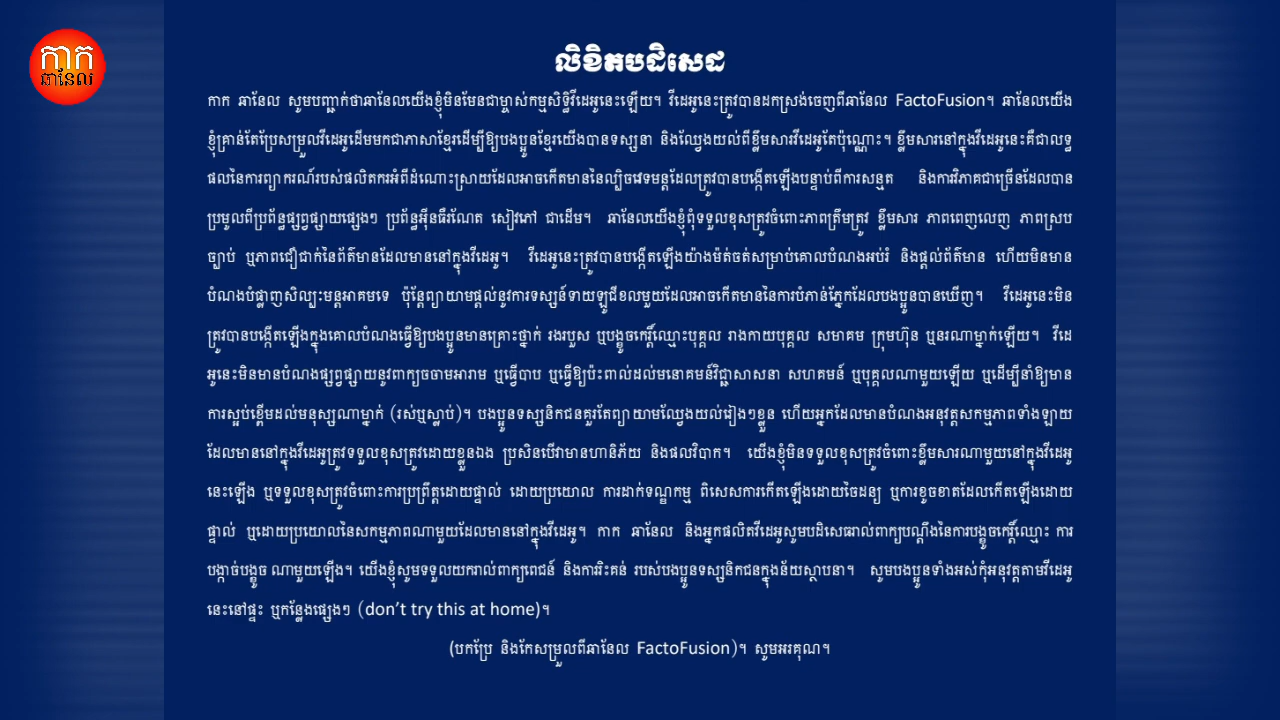 កាក
ឆានែល
លិខិតបដិសេដ
កាក ឆានែល សូមបញ្ជាក់ថាឆានែលយើងខ្ញុំមិនមែនជាម្ចាស់កម្មសិទ្ធិវីដេអូនេះឡើយ។ វីដេអូនេះត្រូវបានដកស្រង់ចេញពីឆានែល FactoFusion។ ឆានែលយើង
ខ្ញុំគ្រាន់តែប្រែសម្រួលវីដេអូដើមមកជាភាសាខ្មែរដើម្បីឱ្យបងប្អូនខ្មែរយើងបានទស្សនា និងឈ្វែងយល់ពីខ្លឹមសារវីដេអូតែប៉ុណ្ណោះ។ ខ្លឹមសារនៅក្នុងវីដេអូនេះគឺជាលទ្ធ
ផលនៃការព្យាករណ៍របស់ផលិតករអំពីដំណោះស្រាយដែលអាចកើតមាននៃល្បិចវេទមន្តដែលត្រូវបានបង្កើតឡើងបន្ទាប់ពីការសន្មត និងការវិភាគជាច្រើនដែលបាន
ប្រមូលពីប្រព័ន្ធផ្សព្វផ្សាយផ្សេងៗ ប្រព័ន្ធអ៊ីនធឺរណែត សៀវភៅ ជាដើម។ ឆានែលយើងខ្ញុំពុំទទួលខុសត្រូវចំពោះភាពត្រឹមត្រូវ ខ្លឹមសារ ភាពពេញលេញ ភាពស្រប
ច្បាប់ ឬភាពជឿជាក់នៃព័ត៌មានដែលមាននៅក្នុងវីដេអូ។ វីដេអូនេះត្រូវបានបង្កើតឡើងយ៉ាងម៉ត់ចត់សម្រាប់គោលបំណងអប់រំ និងផ្តល់ព័ត៌មាន ហើយមិនមាន
បំណងបំផ្លាញសិល្បះមន្តអាគមទេ ប៉ុន្តែព្យាយាមផ្តល់នូវការទស្សន៍ទាយឡូជីខលមួយដែលអាចកើតមាននៃការបំភាន់ភ្នែកដែលបងប្អូនបានឃើញ។ វីដេអូនេះមិន
ត្រូវបានបង្កើតឡើងក្នុងគោលបំណងធ្វើឱ្យបងប្អូនមានគ្រោះថ្នាក់ រងរបួស ឬបង្ខូចកេរ្តិ៍ឈ្មោះបុគ្គល រាងកាយបុគ្គល សមាគម ក្រុមហ៊ុន ឬនរណាម្នាក់ឡើយ។ វីដេ
អូនេះមិនមានបំណងផ្សព្វផ្សាយនូវពាក្យចចាមអារាម ឬធ្វើបាប ឬធ្វើឱ្យប៉ះពាល់ដល់មនោគមន៍វិជ្ជាសាសនា សហគមន៍ ឬបុគ្គលណាមួយឡើយ ឬដើម្បីនាំឱ្យមាន
ការស្អប់ខ្ពើមដល់មនុស្សណាម្នាក់ (រស់ឬស្លាប់)។ បងប្អូនទស្សនិកជនគួរតែព្យាយាមឈ្វែងយល់រៀងៗខ្លួន ហើយអ្នកដែលមានបំណងអនុវត្តសកម្មភាពទាំងឡាយ
ដែលមាននៅក្នុងវីដេអូត្រូវទទួលខុសត្រូវដោយខ្លួនឯង ប្រសិនបើវាមានហានិភ័យ និងផលវិបាក។ យើងខ្ញុំមិនទទួលខុសត្រូវចំពោះខ្លឹមសារណាមួយនៅក្នុងវីដេអូ
នេះឡើង ឬទទួលខុសត្រូវចំពោះការប្រព្រឹត្តដោយផ្ទាល់ ដោយប្រយោល ការដាក់ទណ្ឌកម្ម ពិសេសការកើតឡើងដោយចៃដន្យ ឬការខូចខាតដែលកើតឡើងដោយ
ផ្ទាល់ ឬដោយប្រយោលនៃសកម្មភាពណាមួយដែលមាននៅក្នុងវីដេអូ។ កាក ឆានែល និងអ្នកផលិតវីដេអូសូមបដិសេធរាល់ពាក្យបណ្តឹងនៃការបង្ខូចកេរ្តិ៍ឈ្មោះ ការ
បង្កាច់បង្ខូច ណាមួយឡើង។ យើងខ្ញុំសូមទទួលយករាល់ពាក្យពេជន៍ និងការរិះគន់ របស់បងប្អូនទស្សនិកជនក្នុងន័យស្ថាបនា។ សូមបងប្អូនទាំងអស់កុំអនុវត្តតាមវីដេអូ
នេះនៅផ្ទះ ឬកន្លែងផ្សេងៗ (don’t try this at home)។
(បកប្រែ និងកែសម្រួលពីឆានែល FactoFusion)។ សូមអរគុណ។